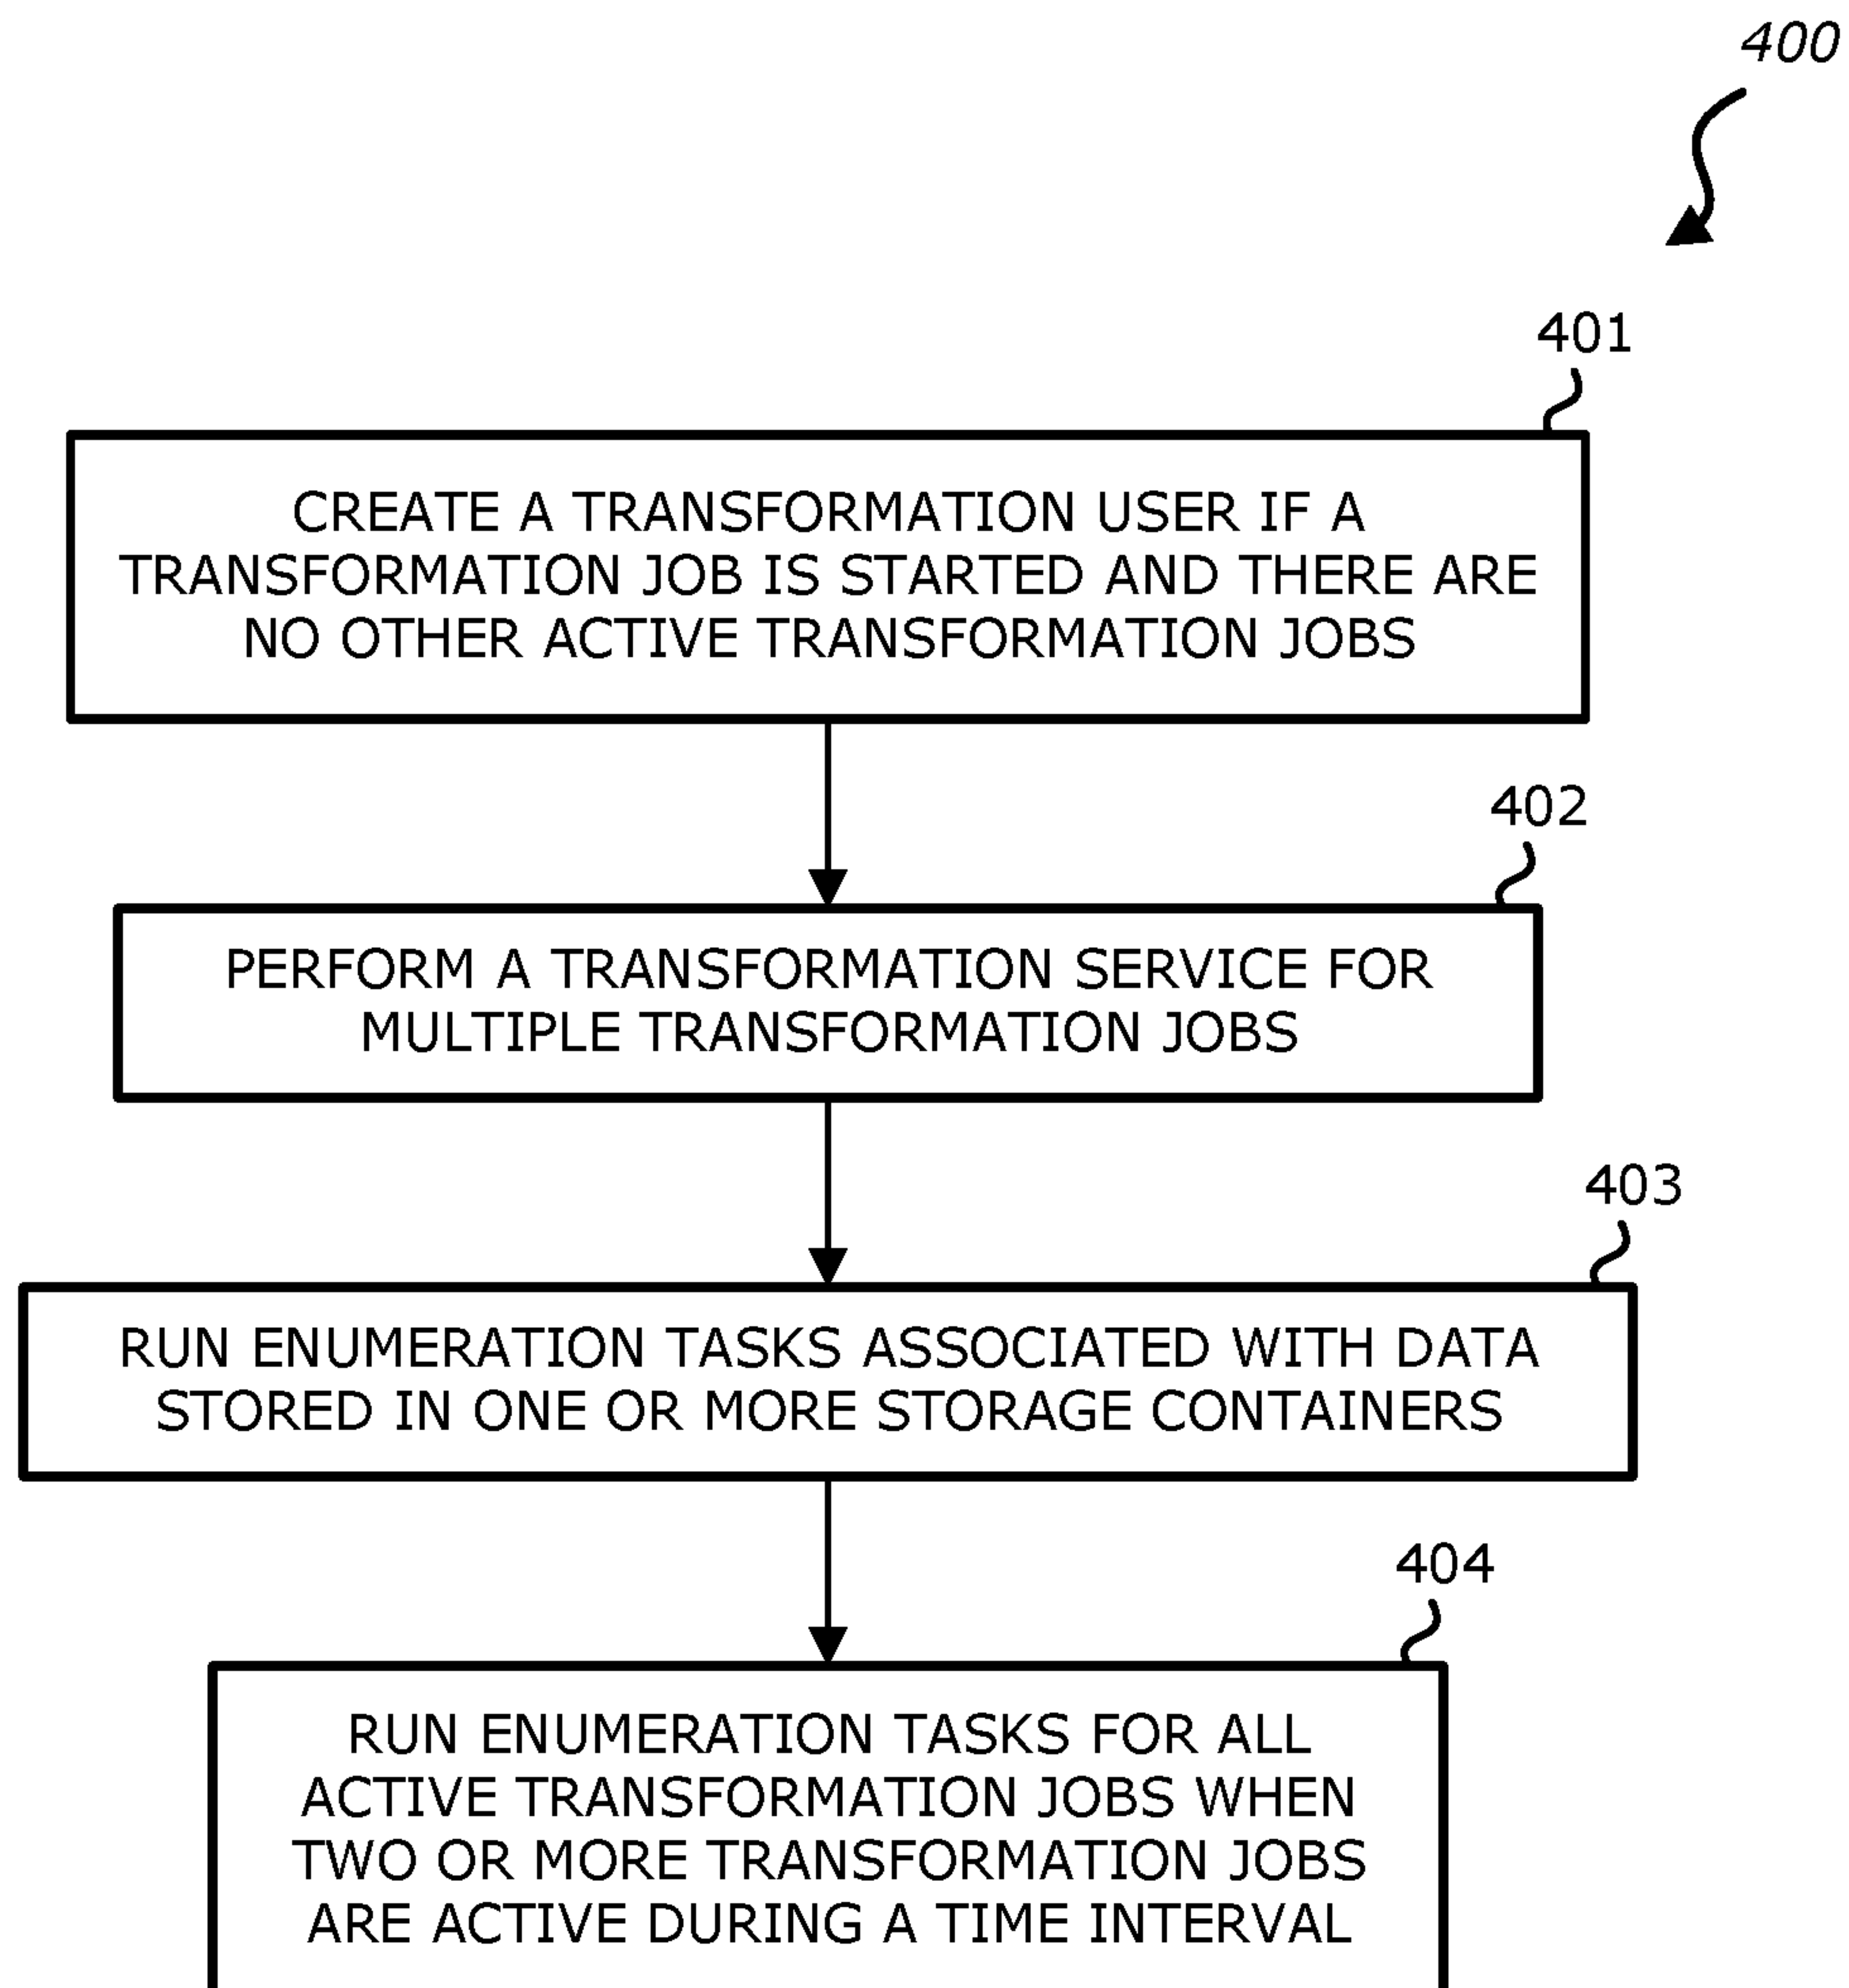 400
401
CREATE A TRANSFORMATION USER IF A
TRANSFORMATION JOB IS STARTED AND THERE ARE
NO OTHER ACTIVE TRANSFORMATION JOBS
402
PERFORM A TRANSFORMATION SERVICE FOR
MULTIPLE TRANSFORMATION JOBS
403
RUN ENUMERATION TASKS ASSOCIATED WITH DATA
STORED IN ONE OR MORE STORAGE CONTAINERS
404
RUN ENUMERATION TASKS FOR ALL
ACTIVE TRANSFORMATION JOBS WHEN
TWO OR MORE TRANSFORMATION JOBS
ARE ACTIVE DURING A TIME INTERVAL